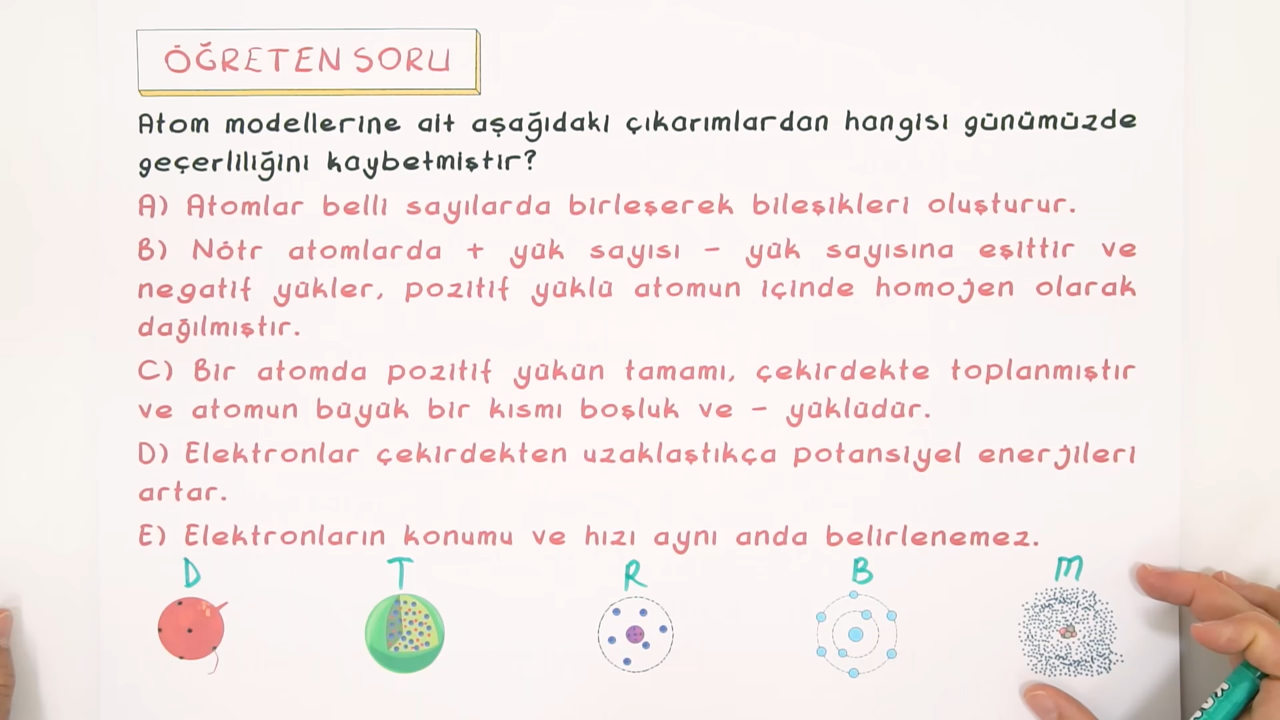 ÖĞRETEN SORU
Atom modellerine ait aşağıdaki çıkarımlardan hangisi günümüzde
geçerliliğini kaybetmiştir?
A) Atomlar belli sayılarda birleşerek bileşikleri oluşturur.
B) Nötr atomlarda + yük sayısı - yük sayısına eşittir ve
negatif yükler, pozitif yüklü atomun içinde homojen olarak
dağılmıştır.
C) Bir atomda pozitif yükün tamamı, çekirdekte toplanmıştır
ve atomun büyük bir kısmı boşluk ve - yüklüdür.
D) Elektronlar çekirdekten uzaklaştıkça potansiyel enerjileri
artar.
E) Elektronların konumu ve hızı aynı anda belirlenemez.
D T R B M